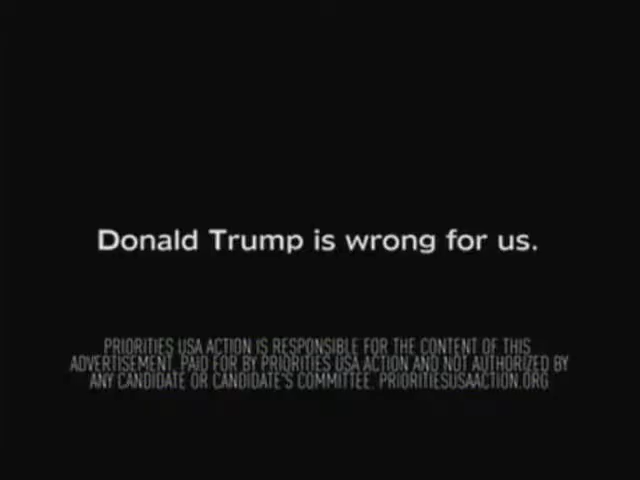 Donald Trump is wrong for us.
PRIORITIES USA ACTION IS RESPONSIBLE FOR THE CONTENT OF THIS
ADVERTISEMENT. PAID FOR BY PRIORITIES USA ACTION AND NOT AUTHORIZED BY
ANY CANDIDATE OR CANDIDATE'S COMMITTEE. PRIORITIESUSAACTION.ORG